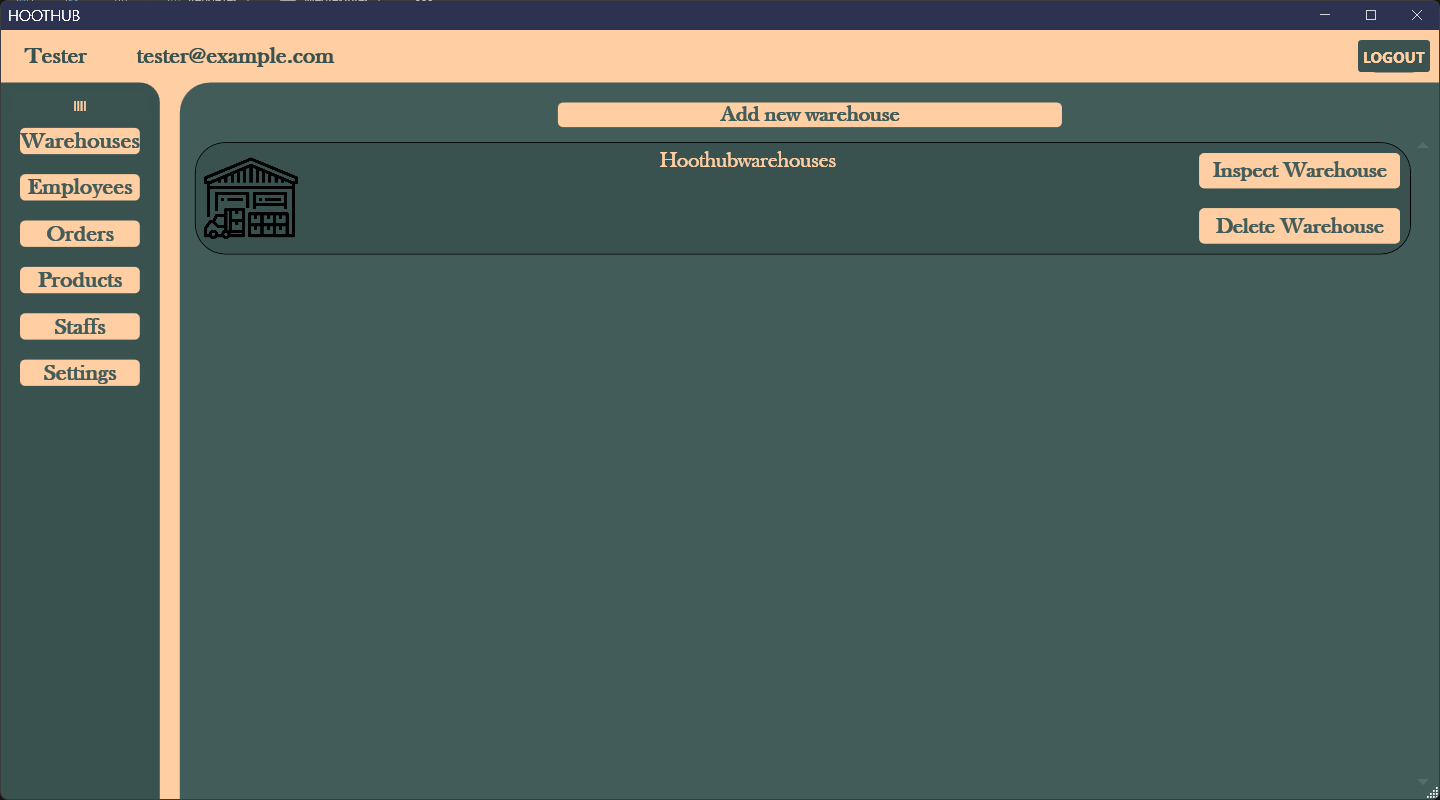 HOOTHUB
Tester tester@example.com LOGOUT
Warehouses
Employees
Orders
Products
Staffs
Settings
Add new warehouse
Hoothubwarehouses
Inspect Warehouse
Delete Warehouse